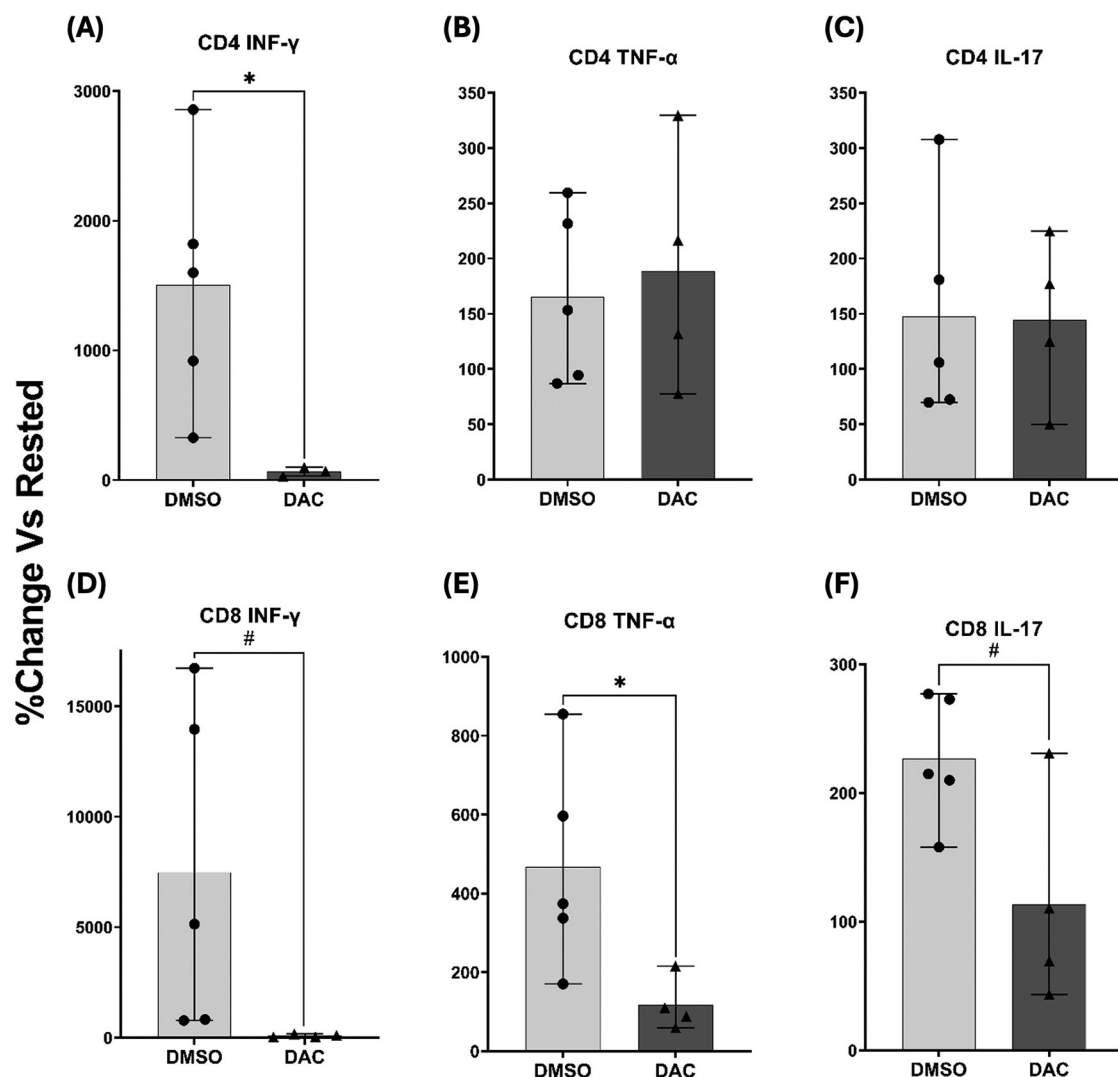 %Change Vs Rested
(A)
CD4 INF-γ
*
3000
2000
1000
0
DMSO DAC
(B)
CD4 TNF-α
350
300
250
200
150
100
50
0
DMSO DAC
(C)
CD4 IL-17
350
300
250
200
150
100
50
0
DMSO DAC
(D)
CD8 INF-γ
#
15000
10000
5000
0
DMSO DAC
(E)
CD8 TNF-α
*
1000
800
600
400
200
0
DMSO DAC
(F)
CD8 IL-17
#
300
200
100
0
DMSO DAC